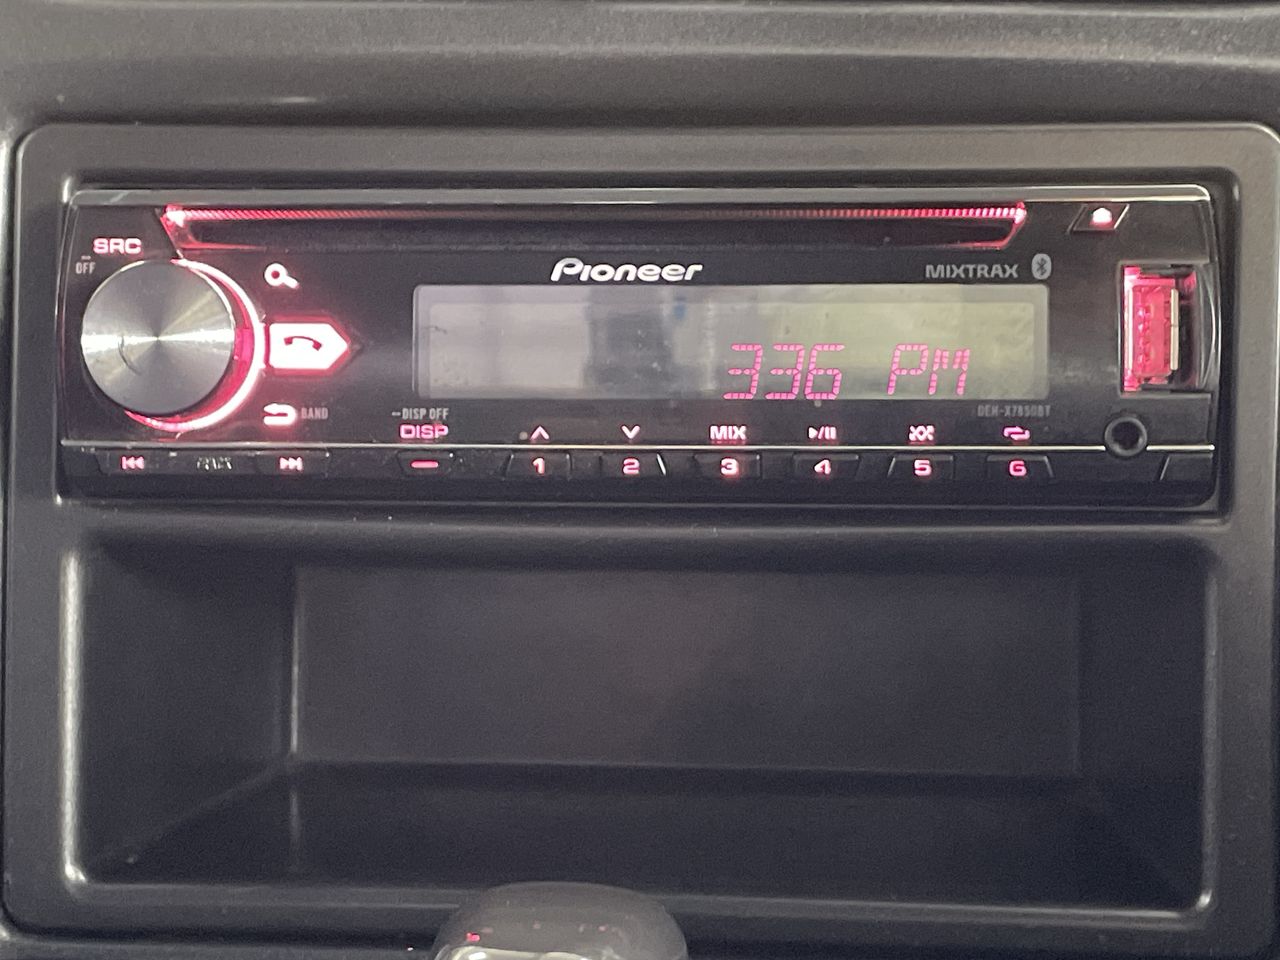 SRC
OFF
Pioneer
MIXTRAX
336 PM
BAND
DISP OFF
DEH-X7850BT
DISP
MIX
1 2 3 4 5 6